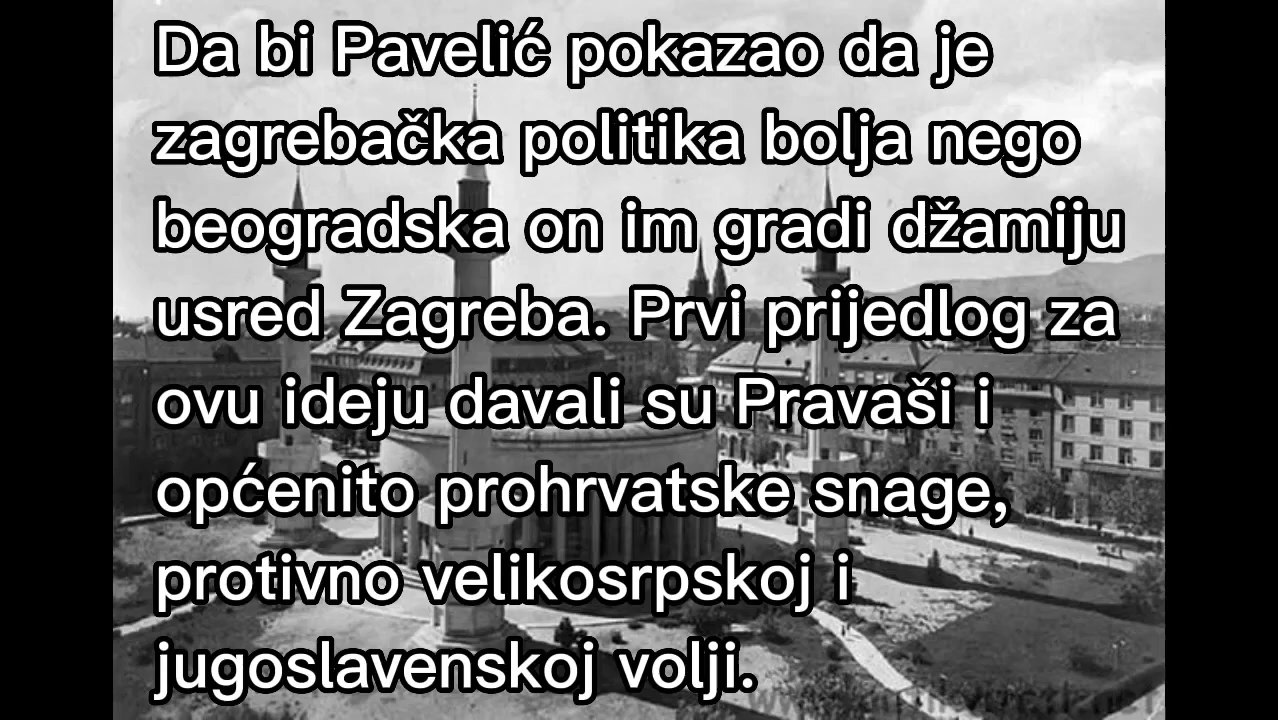 Da bi Pavelić pokazao da je
zagrebačka politika bolja nego
beogradska on im gradi džamiju
usred Zagreba. Prvi prijedlog za
ovu ideju davali su Pravaši i
općenito prohrvatske snage,
protivno velikosrpskoj i
jugoslavenskoj volji.